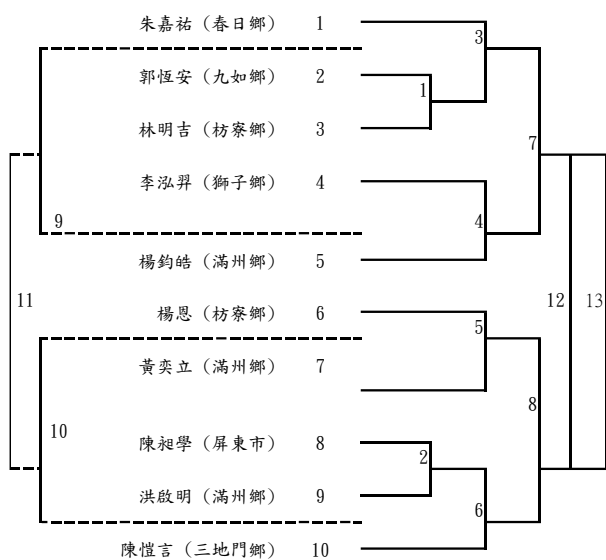 朱嘉祐（春日鄉） 1
3
郭恆安（九如鄉） 2
1
林明吉（枋寮鄉） 3
7
李泓羿（獅子鄉） 4
9
4
楊鈞皓（滿州鄉） 5
11
12
13
楊恩（枋寮鄉） 6
5
黃奕立（滿州鄉） 7
8
10
陳昶學（屏東市） 8
2
洪啟明（滿州鄉） 9
6
陳愷言（三地門鄉） 10